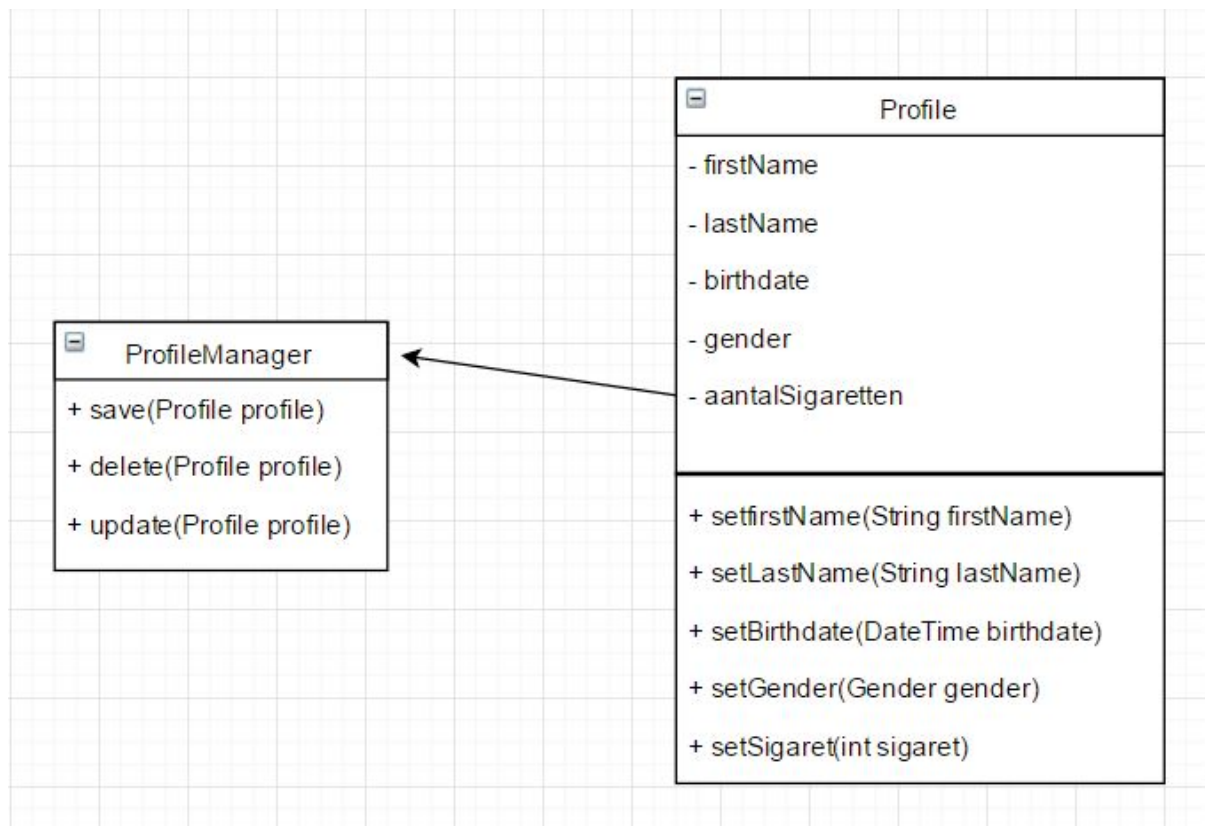 ProfileManager
+ save(Profile profile)
+ delete(Profile profile)
+ update(Profile profile)
Profile
- firstName
- lastName
- birthdate
- gender
- aantalSigaretten
+ setfirstName(String firstName)
+ setLastName(String lastName)
+ setBirthdate(DateTime birthdate)
+ setGender(Gender gender)
+ setSigaret(int sigaret)